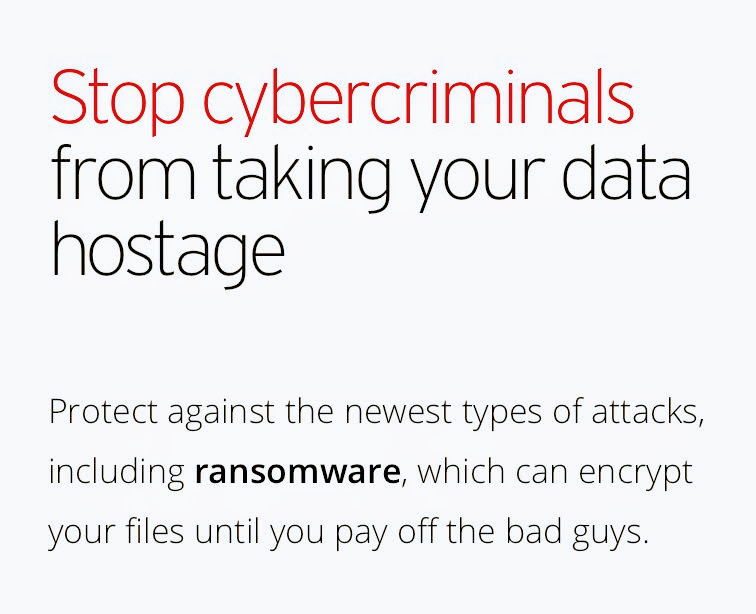 Stop cybercriminals
from taking your data
hostage
Protect against the newest types of attacks,
including ransomware, which can encrypt
your files until you pay off the bad guys.